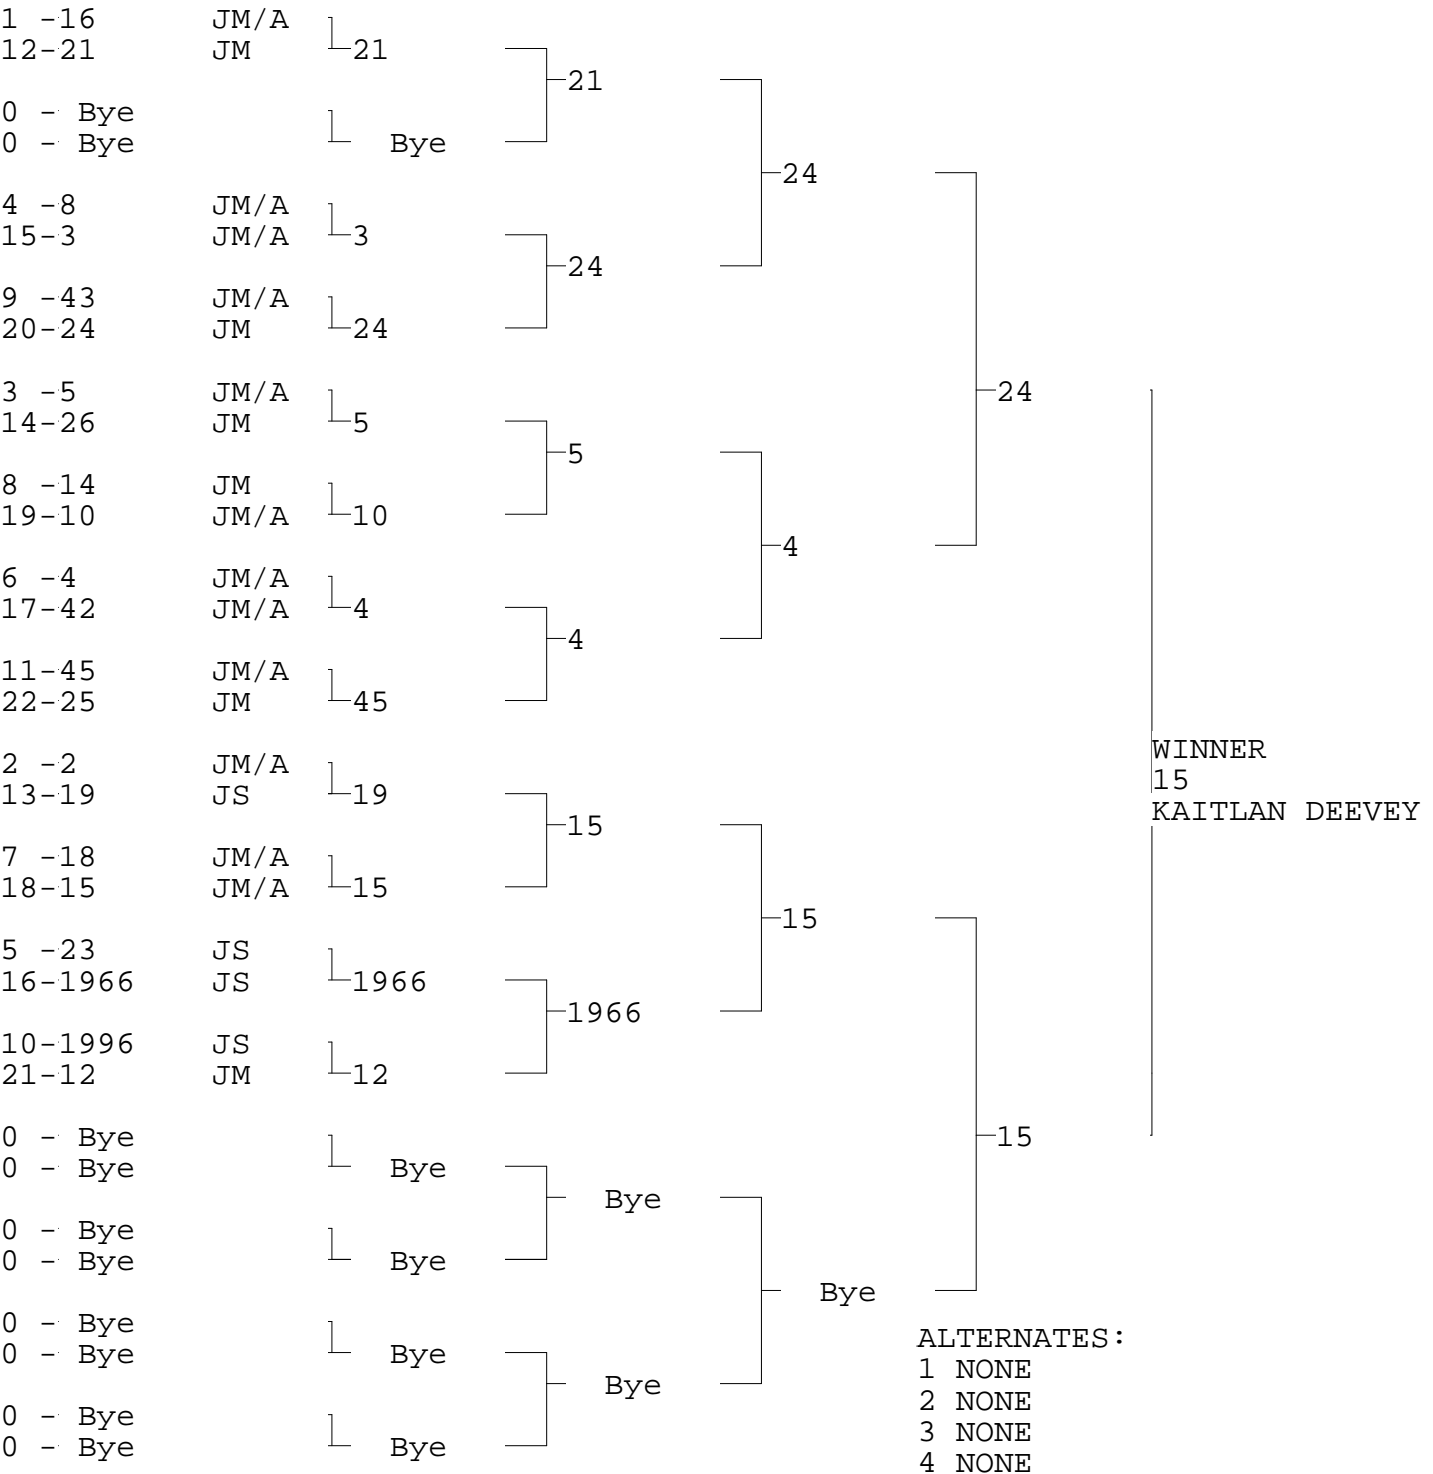 1 -16 JM/A
12-21 JM 21
21
0 - Bye
0 - Bye Bye
24
4 -8 JM/A
15-3 JM/A 3
24
9 -43 JM/A
20-24 JM 24
3 -5 JM/A 24
14-26 JM 5
5
8 -14 JM
19-10 JM/A 10
4
6 -4 JM/A
17-42 JM/A 4
4
11-45 JM/A
22-25 JM 45
WINNER
2 -2 JM/A
15
13-19 JS 19
KAITLAN DEEVEY
15
7 -18 JM/A
18-15 JM/A 15
15
5 -23 JS
16-1966 JS 1966
1966
10-1996 JS
21-12 JM 12
0 - Bye 15
0 - Bye Bye
Bye
0 - Bye
0 - Bye Bye
Bye
0 - Bye
ALTERNATES:
0 - Bye Bye
1 NONE
Bye
2 NONE
0 - Bye
3 NONE
0 - Bye Bye
4 NONE